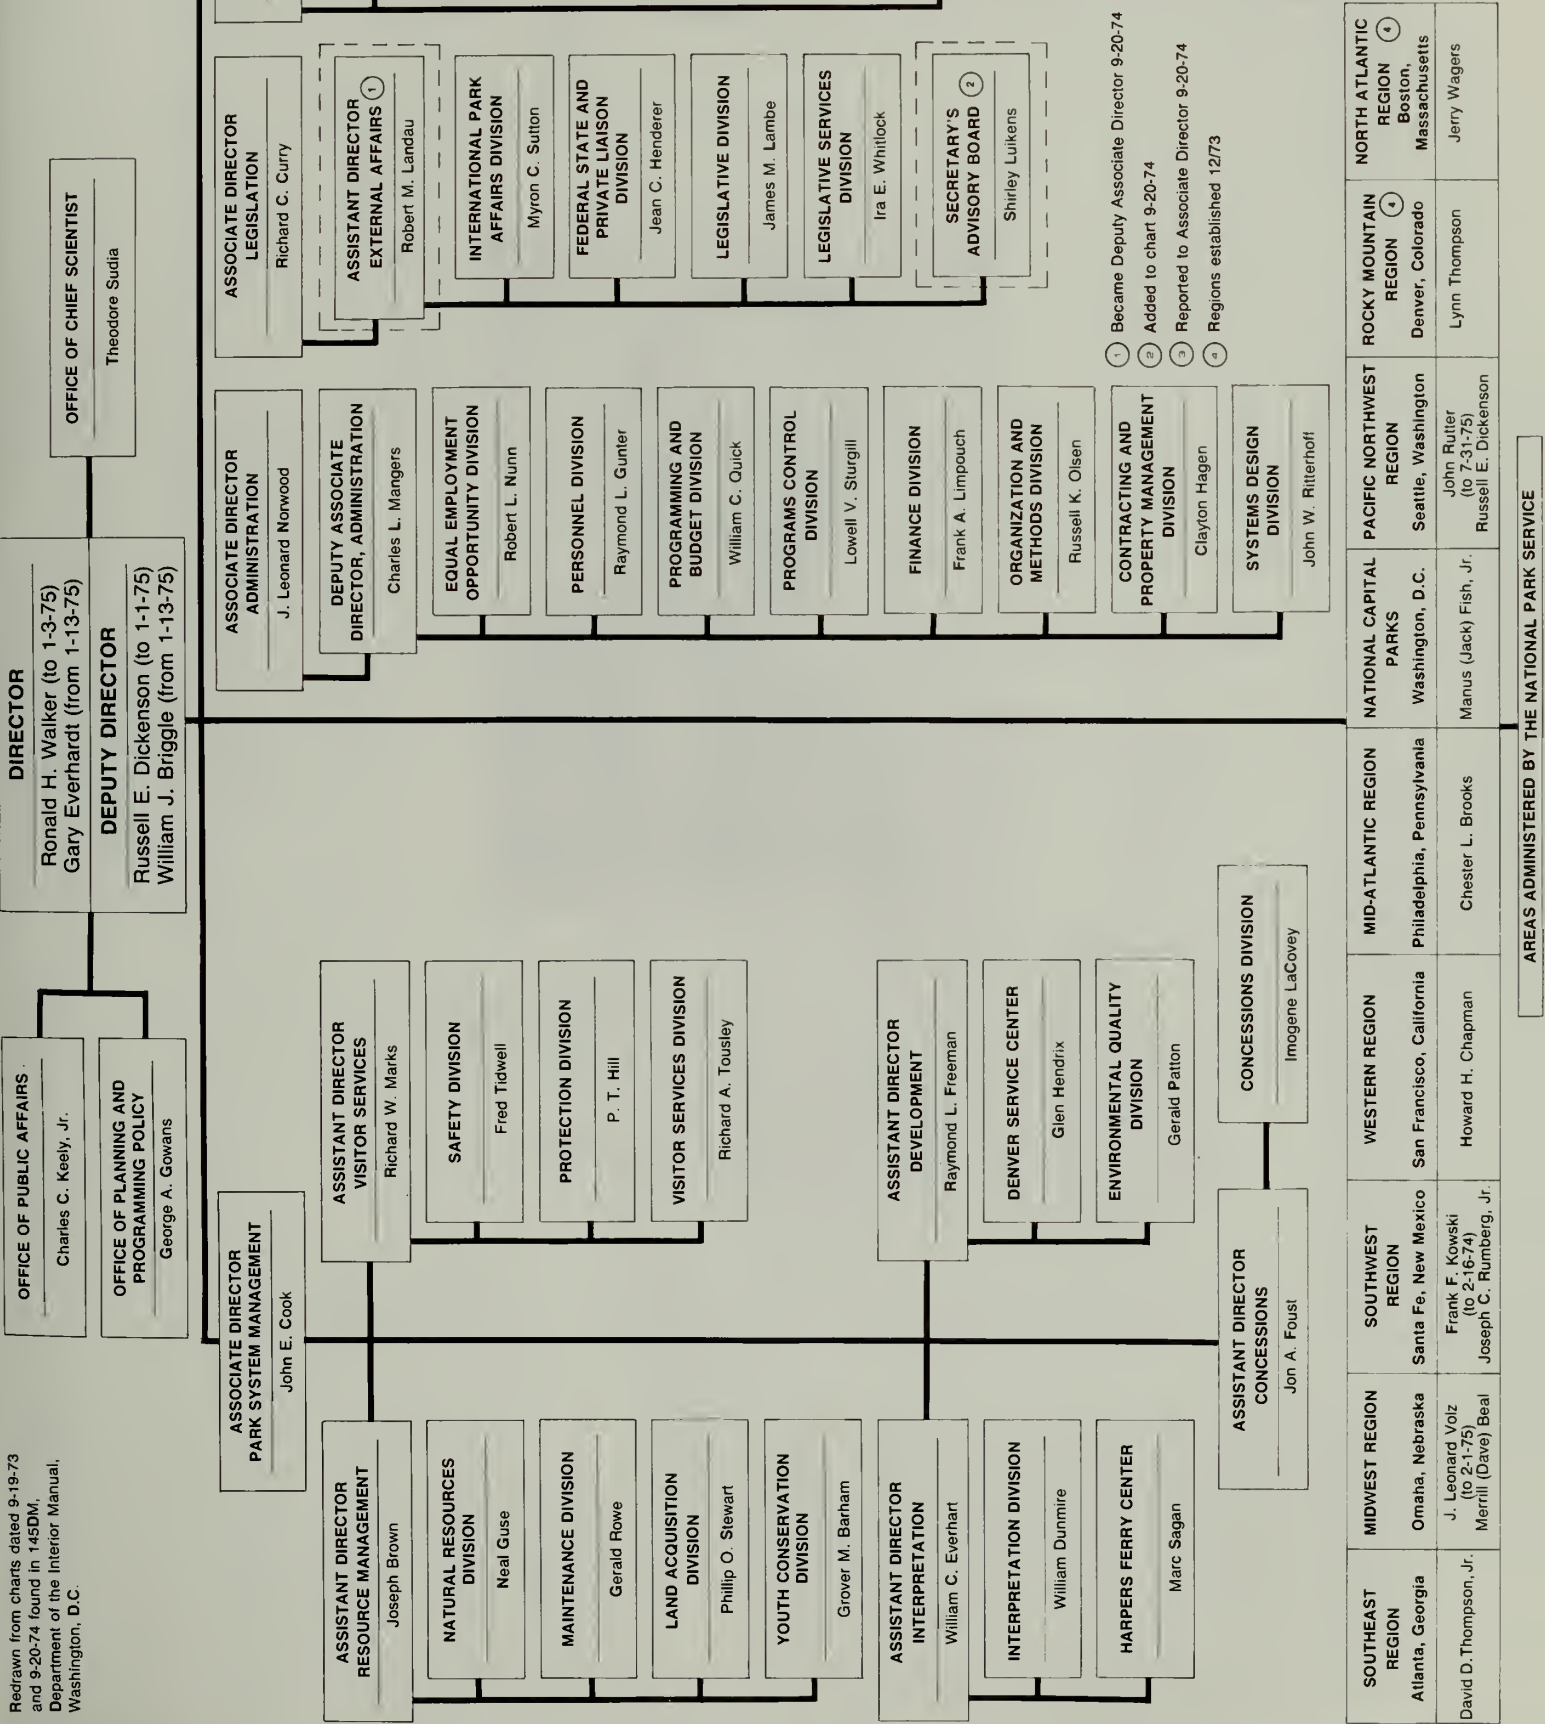 Redrawn from charts dated 9-19-73
and 9-20-74 found in 145DM,
Department of the Interior Manual,
Washington, D.C.
DIRECTOR
Ronald H. Walker (to 1-3-75)
Gary Everhardt (from 1-13-75)
DEPUTY DIRECTOR
Russell E. Dickenson (to 1-1-75)
William J. Briggle (from 1-13-75)
OFFICE OF PUBLIC AFFAIRS
Charles C. Keely, Jr.
OFFICE OF PLANNING AND
PROGRAMMING POLICY
George A. Gowans
OFFICE OF CHIEF SCIENTIST
Theodore Sudia
ASSOCIATE DIRECTOR
PARK SYSTEM MANAGEMENT
John E. Cook
ASSISTANT DIRECTOR
RESOURCE MANAGEMENT
Joseph Brown
NATURAL RESOURCES
DIVISION
Neal Guse
MAINTENANCE DIVISION
Gerald Rowe
LAND ACQUISITION
DIVISION
Phillip O. Stewart
YOUTH CONSERVATION
DIVISION
Grover M. Barham
ASSISTANT DIRECTOR
INTERPRETATION
William C. Everhart
INTERPRETATION DIVISION
William Dunmire
HARPERS FERRY CENTER
Marc Sagan
ASSISTANT DIRECTOR
VISITOR SERVICES
Richard W. Marks
SAFETY DIVISION
Fred Tidwell
PROTECTION DIVISION
P. T. Hill
VISITOR SERVICES DIVISION
Richard A. Tousley
ASSISTANT DIRECTOR
DEVELOPMENT
Raymond L. Freeman
DENVER SERVICE CENTER
Glen Hendrix
ENVIRONMENTAL QUALITY
DIVISION
Gerald Patton
ASSISTANT DIRECTOR
CONCESSIONS
Jon A. Foust
CONCESSIONS DIVISION
Imogene LaCovey
ASSOCIATE DIRECTOR
ADMINISTRATION
J. Leonard Norwood
DEPUTY ASSOCIATE
DIRECTOR, ADMINISTRATION
Charles L. Mangers
EQUAL EMPLOYMENT
OPPORTUNITY DIVISION
Robert L. Nunn
PERSONNEL DIVISION
Raymond L. Gunter
PROGRAMMING AND
BUDGET DIVISION
William C. Quick
PROGRAMS CONTROL
DIVISION
Lowell V. Sturgill
FINANCE DIVISION
Frank A. Limpouch
ORGANIZATION AND
METHODS DIVISION
Russell K. Olsen
CONTRACTING AND
PROPERTY MANAGEMENT
DIVISION
Clayton Hagen
SYSTEMS DESIGN
DIVISION
John W. Ritterhoff
ASSOCIATE DIRECTOR
LEGISLATION
Richard C. Curry
ASSISTANT DIRECTOR
EXTERNAL AFFAIRS 1
Robert M. Landau
INTERNATIONAL PARK
AFFAIRS DIVISION
Myron C. Sutton
FEDERAL STATE AND
PRIVATE LIAISON
DIVISION
Jean C. Henderer
LEGISLATIVE DIVISION
James M. Lambe
LEGISLATIVE SERVICES
DIVISION
Ira E. Whitlock
SECRETARY'S
ADVISORY BOARD 2
Shirley Luikens
1 Became Deputy Associate Director 9-20-74
2 Added to chart 9-20-74
3 Reported to Associate Director 9-20-74
4 Regions established 12/73
SOUTHEAST
REGION
Atlanta, Georgia
David D. Thompson, Jr.
MIDWEST REGION
Omaha, Nebraska
J. Leonard Volz
(to 2-1-75)
Merrill (Dave) Beal
SOUTHWEST
REGION
Santa Fe, New Mexico
Frank F. Kowski
(to 2-16-74)
Joseph C. Rumberg, Jr.
WESTERN REGION
San Francisco, California
Howard H. Chapman
MID-ATLANTIC REGION
Philadelphia, Pennsylvania
Chester L. Brooks
NATIONAL CAPITAL
PARKS
Washington, D.C.
Manus (Jack) Fish, Jr.
PACIFIC NORTHWEST
REGION
Seattle, Washington
John Rutter
(to 7-31-75)
Russell E. Dickenson
ROCKY MOUNTAIN
REGION 4
Denver, Colorado
Lynn Thompson
NORTH ATLANTIC
REGION 4
Boston,
Massachusetts
Jerry Wagers
AREAS ADMINISTERED BY THE NATIONAL PARK SERVICE